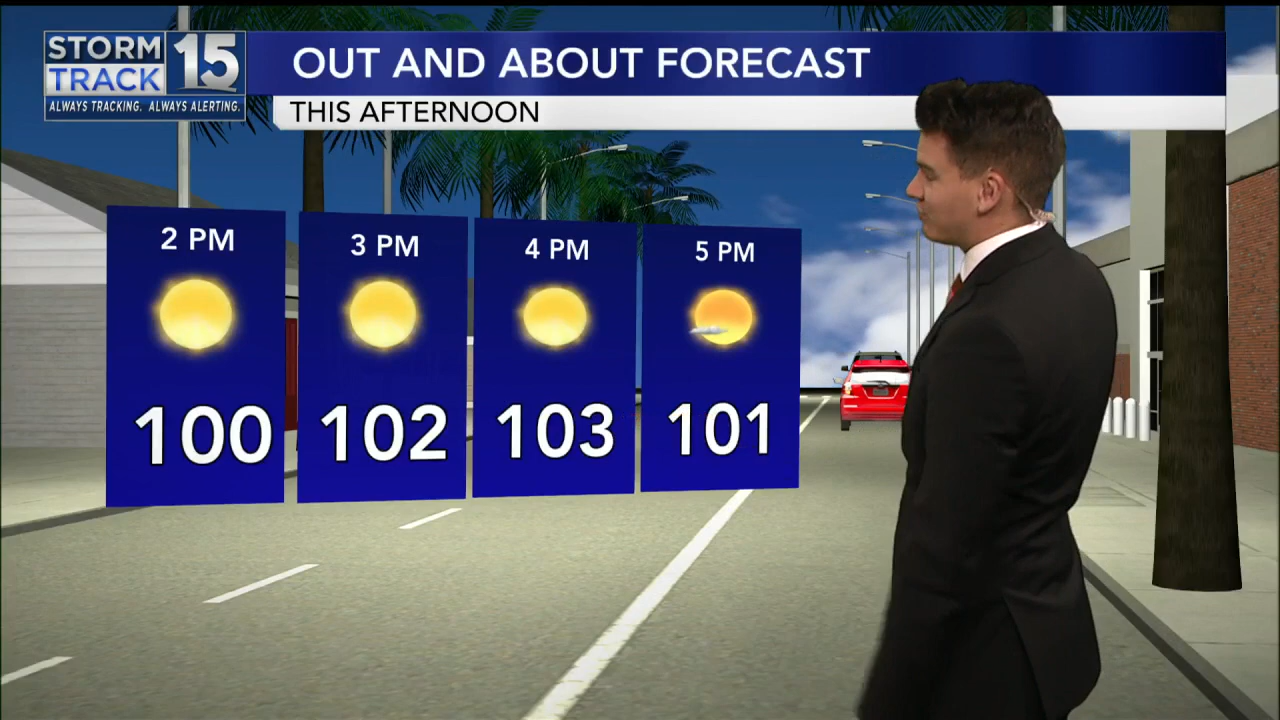 STORM
TRACK
15
ALWAYS TRACKING. ALWAYS ALERTING.
OUT AND ABOUT FORECAST
THIS AFTERNOON
2 PM
3 PM
4 PM
5 PM
100
102
103
101